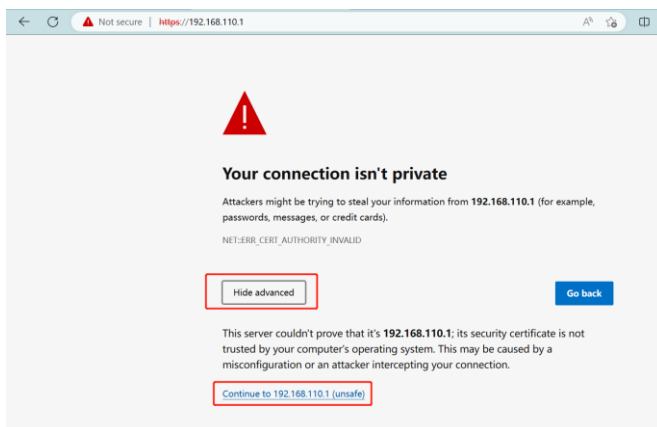 Not secure | https://192.168.110.1
Your connection isn't private
Attackers might be trying to steal your information from 192.168.110.1 (for example,
passwords, messages, or credit cards).
NET::ERR_CERT_AUTHORITY_INVALID
Hide advanced
Go back
This server couldn't prove that it's 192.168.110.1; its security certificate is not
trusted by your computer's operating system. This may be caused by a
misconfiguration or an attacker intercepting your connection.
Continue to 192.168.110.1 (unsafe)